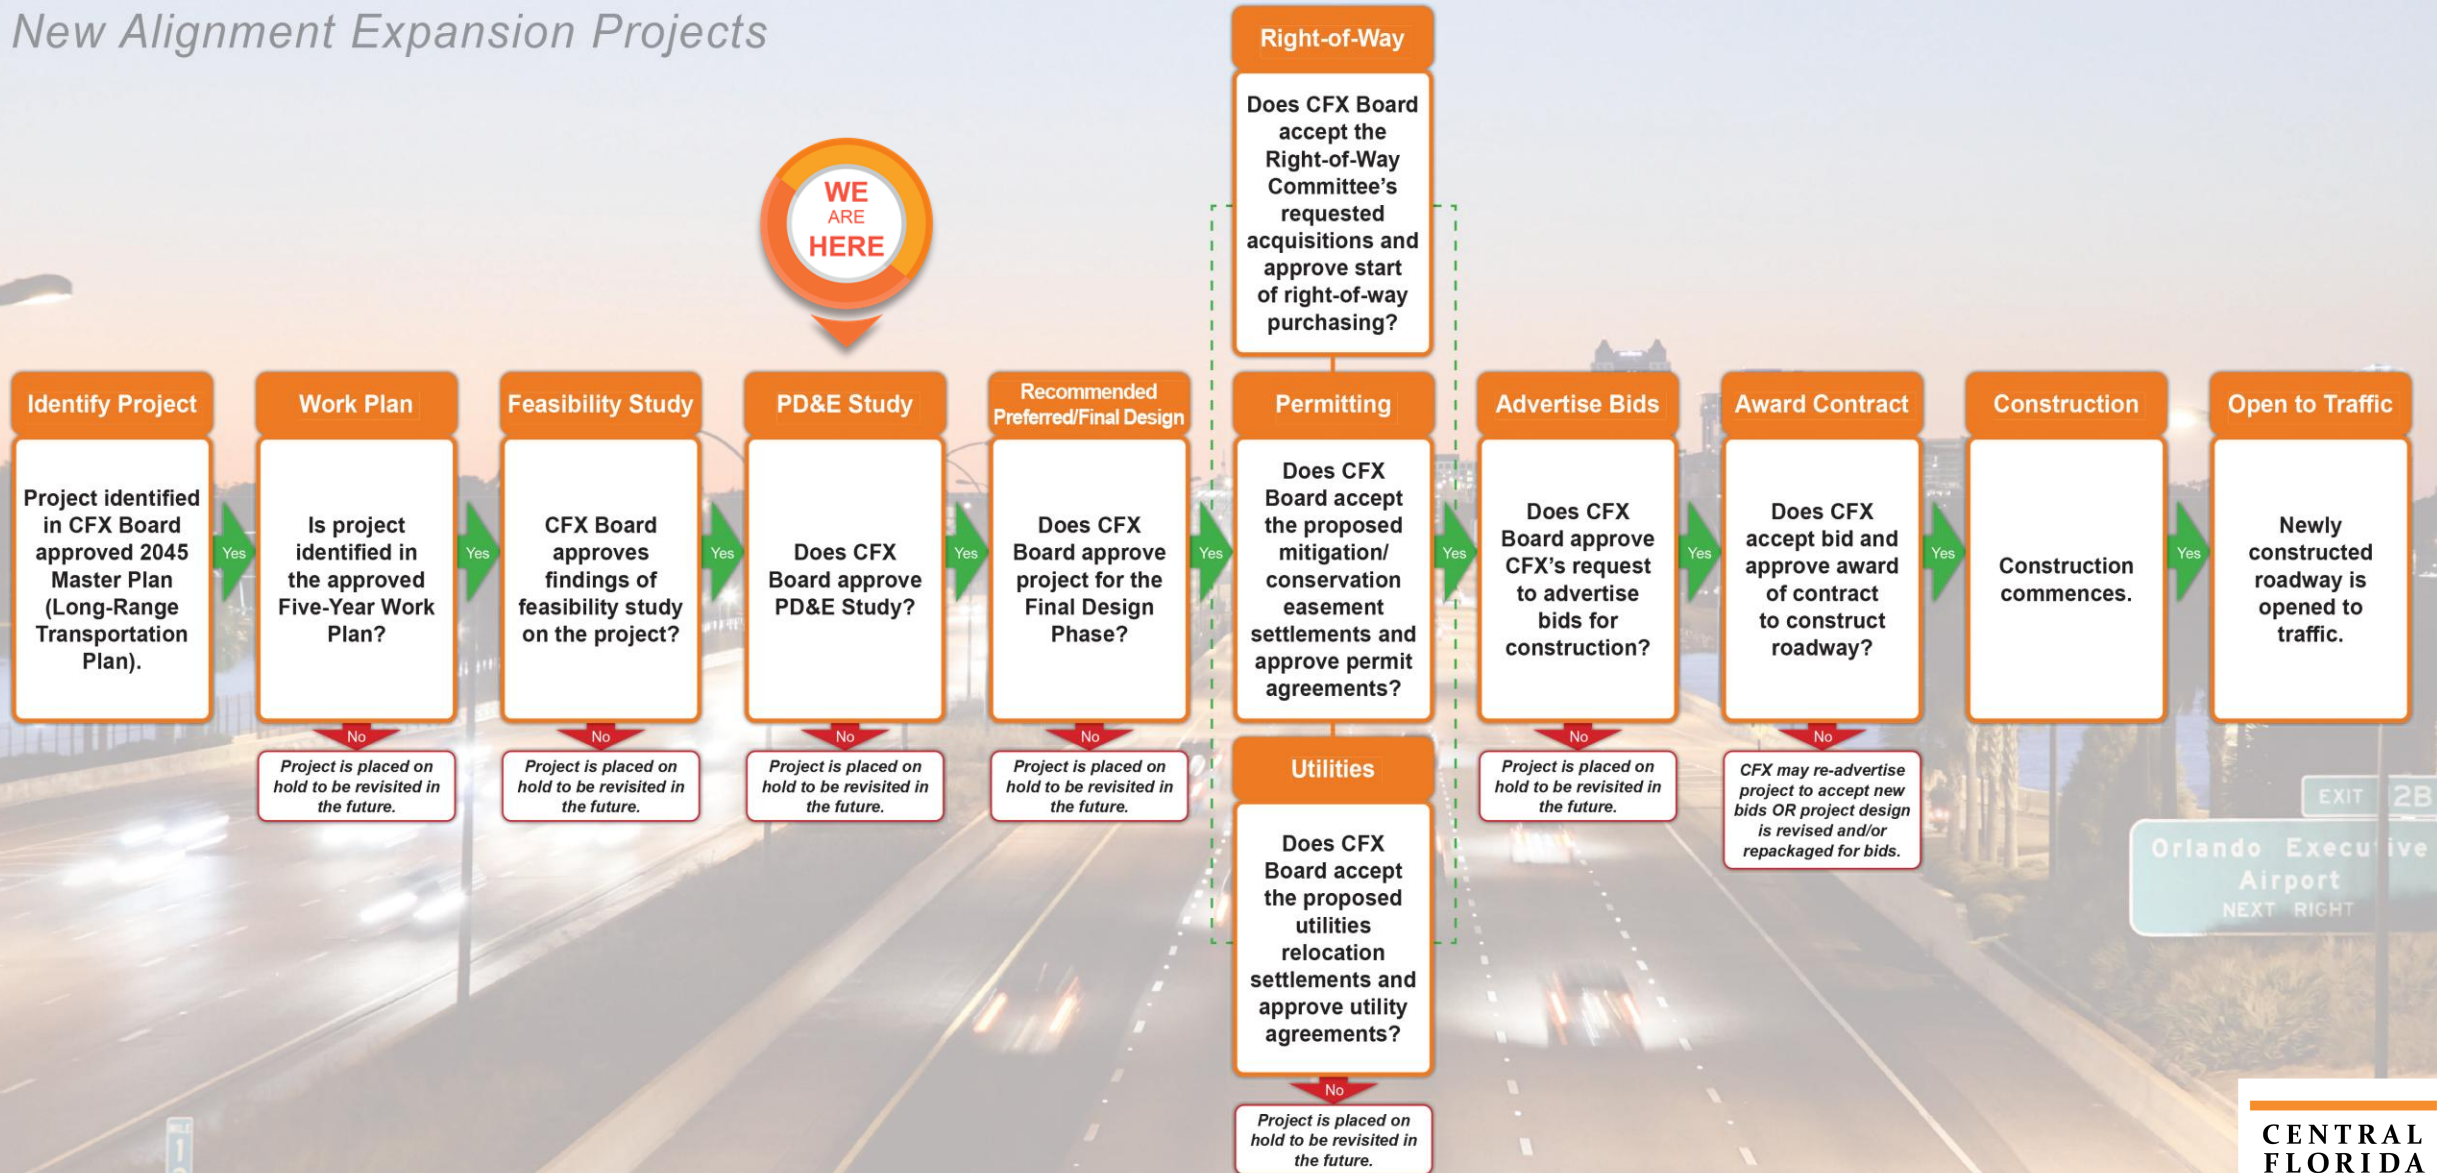 New Alignment Expansion Projects
WE
ARE
HERE
Identify Project
Project identified
in CFX Board
approved 2045
Master Plan
(Long-Range
Transportation
Plan).
Yes
Work Plan
Is project
identified in
the approved
Five-Year Work
Plan?
No
Project is placed on
hold to be revisited in
the future.
Yes
Feasibility Study
CFX Board
approves
findings of
feasibility study
on the project?
No
Project is placed on
hold to be revisited in
the future.
Yes
PD&E Study
Does CFX
Board approve
PD&E Study?
No
Project is placed on
hold to be revisited in
the future.
Yes
Recommended
Preferred/Final Design
Does CFX
Board approve
project for the
Final Design
Phase?
No
Project is placed on
hold to be revisited in
the future.
Yes
Right-of-Way
Does CFX Board
accept the
Right-of-Way
Committee's
requested
acquisitions and
approve start
of right-of-way
purchasing?
Permitting
Does CFX
Board accept
the proposed
mitigation/
conservation
easement
settlements and
approve permit
agreements?
Utilities
Does CFX
Board accept
the proposed
utilities
relocation
settlements and
approve utility
agreements?
No
Project is placed on
hold to be revisited in
the future.
Yes
Advertise Bids
Does CFX
Board approve
CFX's request
to advertise
bids for
construction?
No
Project is placed on
hold to be revisited in
the future.
Yes
Award Contract
Does CFX
accept bid and
approve award
of contract
to construct
roadway?
No
CFX may re-advertise
project to accept new
bids OR project design
is revised and/or
repackaged for bids.
Yes
Construction
Construction
commences.
Yes
Open to Traffic
Newly
constructed
roadway is
opened to
traffic.
EXIT 12B
Orlando Executive
Airport
NEXT RIGHT
MILE
1
CENTRAL
FLORIDA